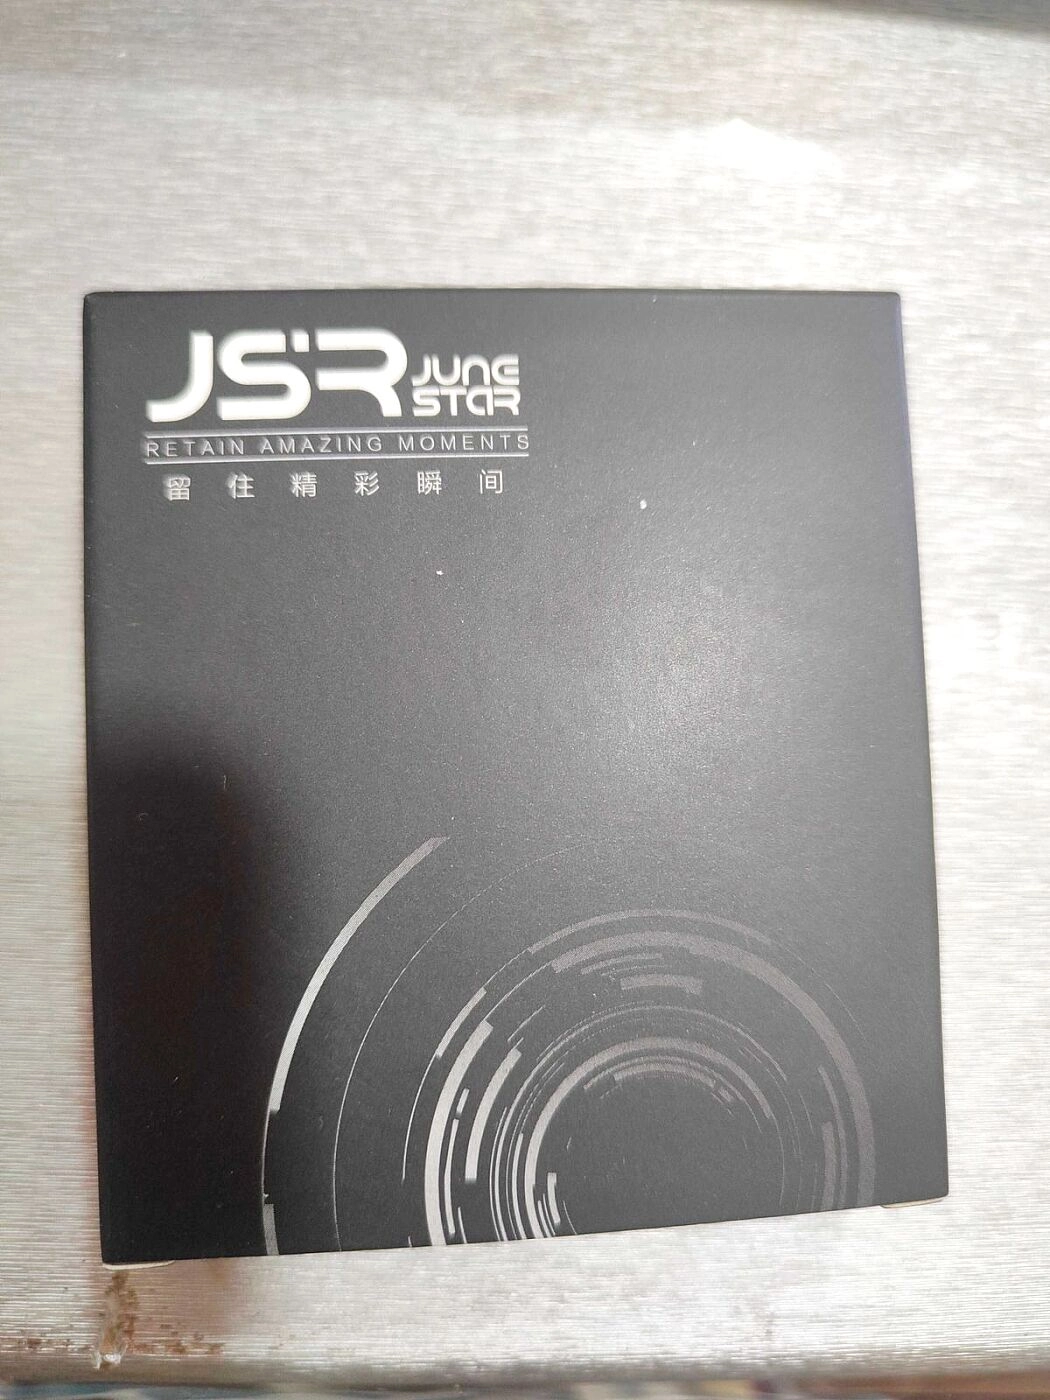 JSR JUNE STAR
RETAIN AMAZING MOMENTS
留住精彩瞬间